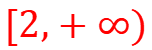 [2, + ∞)